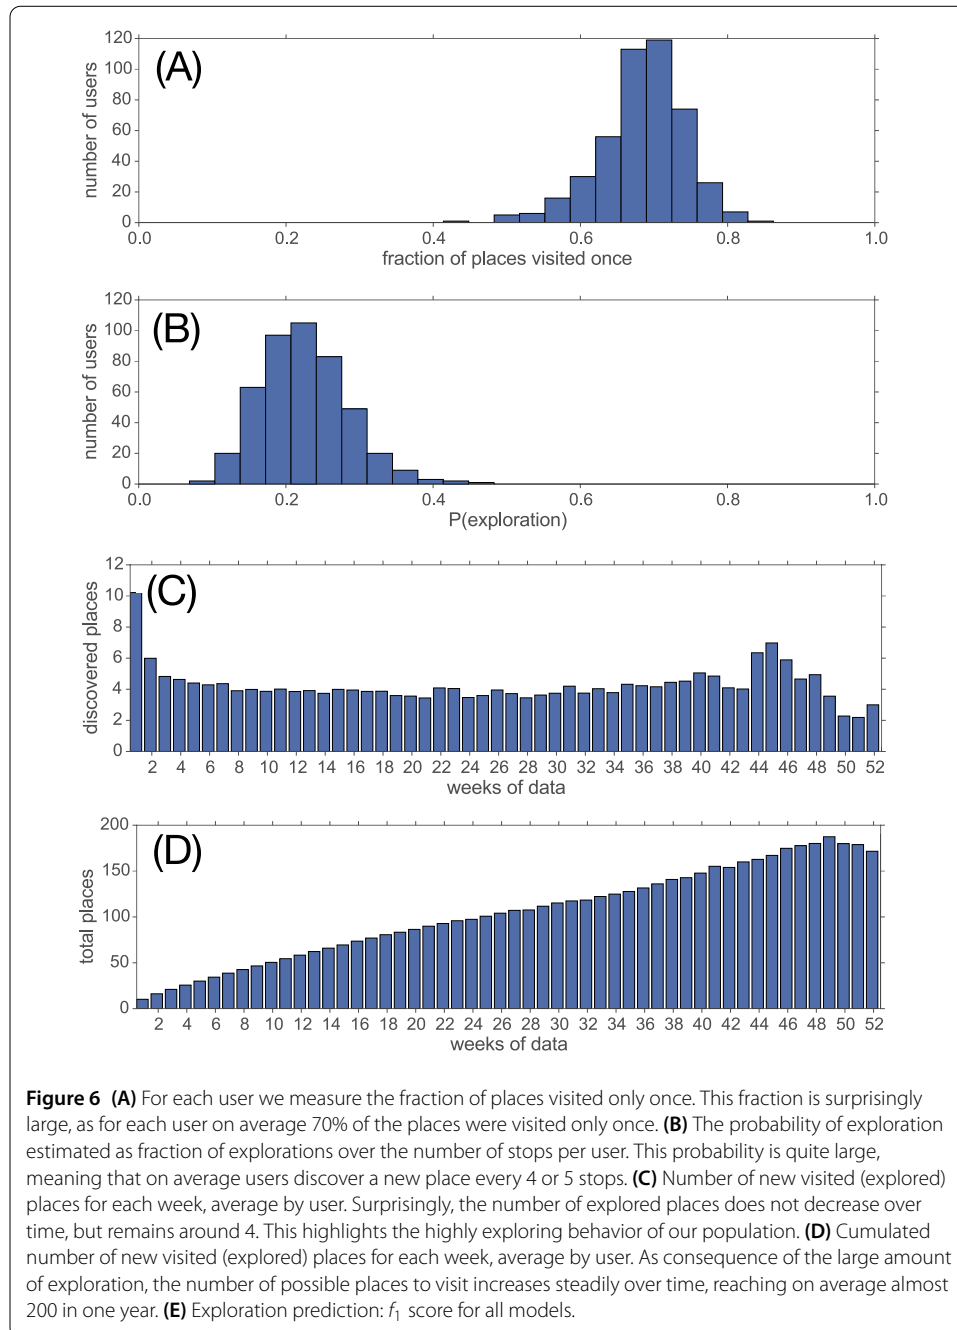 (A)
number of users
120
100
80
60
40
20
0
0.0 0.2 0.4 0.6 0.8 1.0
fraction of places visited once
(B)
number of users
120
100
80
60
40
20
0
0.0 0.2 0.4 0.6 0.8 1.0
P(exploration)
(C)
discovered places
12
10
8
6
4
2
0
2 4 6 8 10 12 14 16 18 20 22 24 26 28 30 32 34 36 38 40 42 44 46 48 50 52
weeks of data
(D)
total places
200
150
100
50
0
2 4 6 8 10 12 14 16 18 20 22 24 26 28 30 32 34 36 38 40 42 44 46 48 50 52
weeks of data
Figure 6 (A) For each user we measure the fraction of places visited only once. This fraction is surprisingly
large, as for each user on average 70% of the places were visited only once. (B) The probability of exploration
estimated as fraction of explorations over the number of stops per user. This probability is quite large,
meaning that on average users discover a new place every 4 or 5 stops. (C) Number of new visited (explored)
places for each week, average by user. Surprisingly, the number of explored places does not decrease over
time, but remains around 4. This highlights the highly exploring behavior of our population. (D) Cumulated
number of new visited (explored) places for each week, average by user. As consequence of the large amount
of exploration, the number of possible places to visit increases steadily over time, reaching on average almost
200 in one year. (E) Exploration prediction: f1 score for all models.